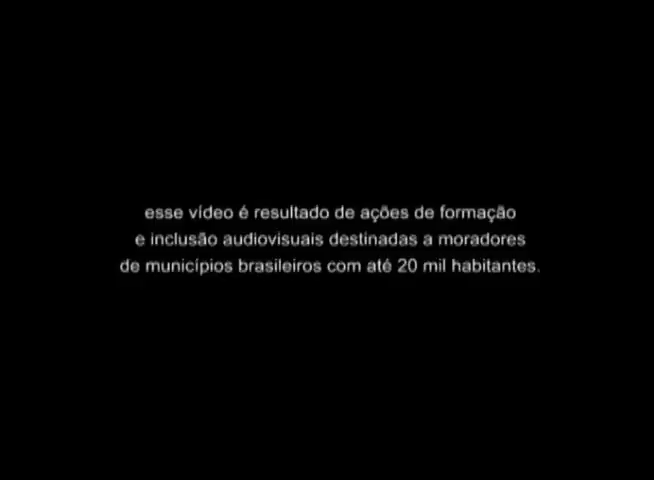 esse vídeo é resultado de ações de formação
e inclusão audiovisuais destinadas a moradores
de municípios brasileiros com até 20 mil habitantes.